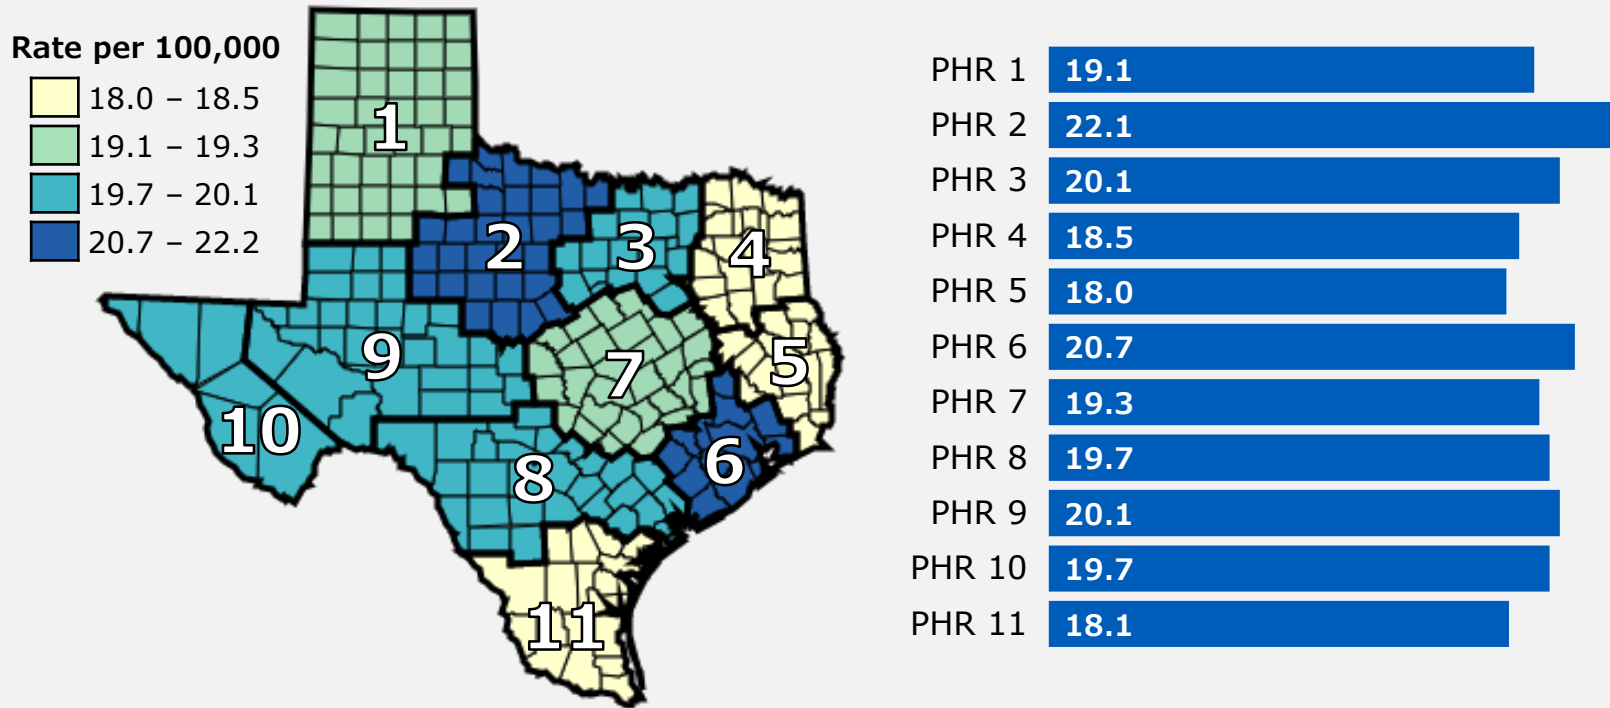 Rate per 100,000
18.0 – 18.5
19.1 – 19.3
19.7 – 20.1
20.7 – 22.2
1
2
3
4
5
6
7
8
9
10
11
PHR 1 19.1
PHR 2 22.1
PHR 3 20.1
PHR 4 18.5
PHR 5 18.0
PHR 6 20.7
PHR 7 19.3
PHR 8 19.7
PHR 9 20.1
PHR 10 19.7
PHR 11 18.1